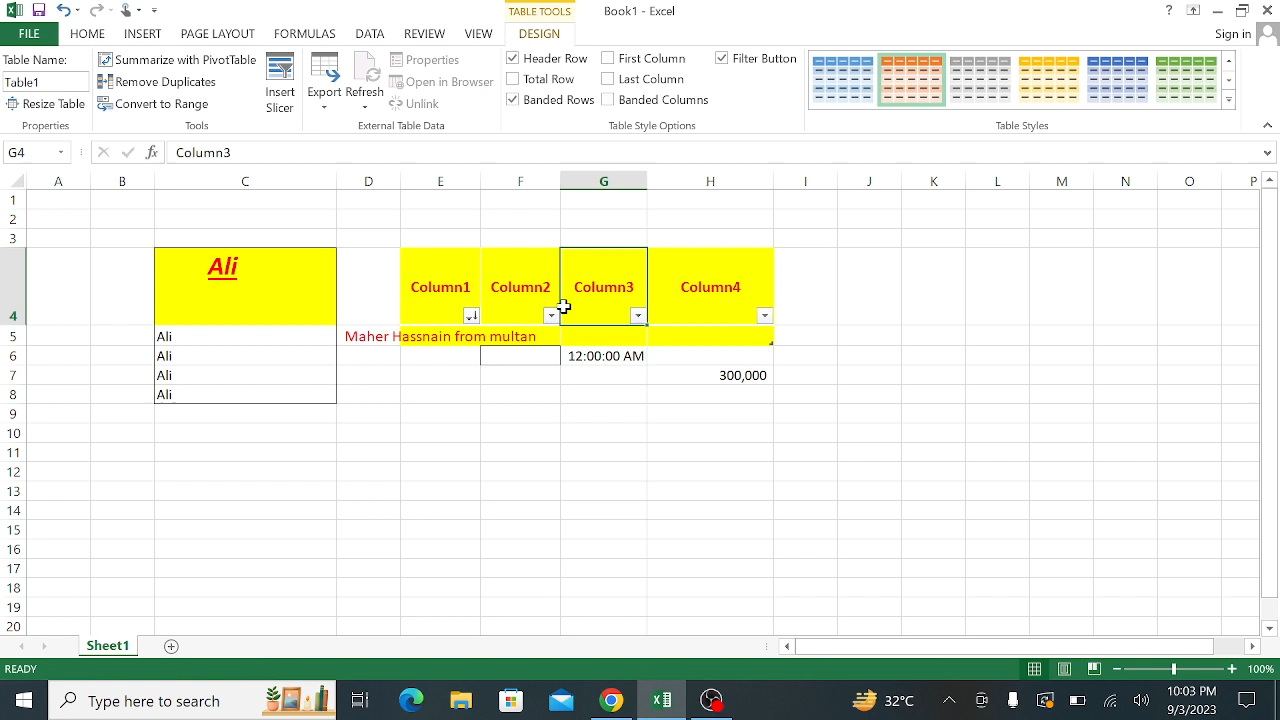 TABLE TOOLS
Book1 - Excel
?
FILE
HOME
INSERT
PAGE LAYOUT
FORMULAS
DATA
REVIEW
VIEW
DESIGN
Sign in
Table Name:
Table1
Resize Table
Properties
Summarize with PivotTable
Remove Duplicates
Convert to Range
Tools
Insert
Slicer
Export
Refresh
Properties
Open in Browser
Unlink
External Table Data
Header Row
Total Row
Banded Rows
First Column
Last Column
Banded Columns
Filter Button
Table Style Options
Table Styles
G4
fx
Column3
A B C D E F G H I J K L M N O P
1
2
3
4 Ali Column1 Column2 Column3 Column4
5 Ali Maher Hassnain from multan
6 Ali 12:00:00 AM
7 Ali 300,000
8 Ali
9
10
11
12
13
14
15
16
17
18
19
20
Sheet1
READY
100%
Type here to search
32°C
10:03 PM
9/3/2023